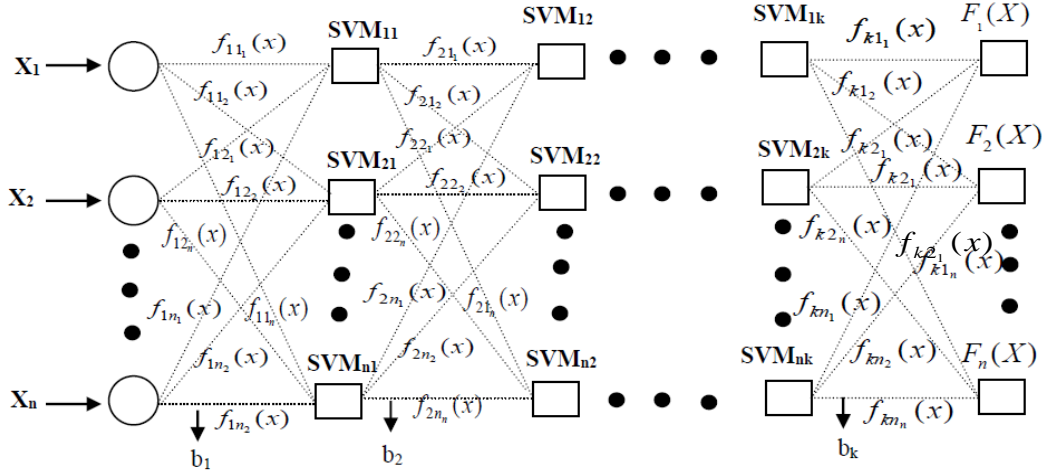 SVM₁₁ SVM₁₂ SVM₁ₖ F₁(X)
X₁ f₁₁₁(x) f₂₁₁(x) fₖ₁₁(x)
f₁₁₂(x) f₂₁₂(x) fₖ₁₂(x)
f₁₂₁(x) f₂₂₁(x) fₖ₂₁(x)
SVM₂₁ SVM₂₂ SVM₂ₖ F₂(X)
X₂ f₁₂₂(x) f₂₂₂(x) fₖ₂₁(x)
f₁₂ₙ(x) f₂₂ₙ(x) fₖ₂ₙ(x)
fₖ₂₁(x)
fₖ₁ₙ(x)
f₁ₙ₁(x) f₁₁ₙ(x) f₂ₙ₁(x) f₂₁ₙ(x) fₖₙ₁(x)
f₁ₙ₂(x) f₂ₙ₂(x) fₖₙ₂(x)
SVMₙ₁ SVMₙ₂ SVMₙₖ Fₙ(X)
Xₙ f₁ₙ₂(x) f₂ₙₙ(x) fₖₙₙ(x)
b₁ b₂ bₖ